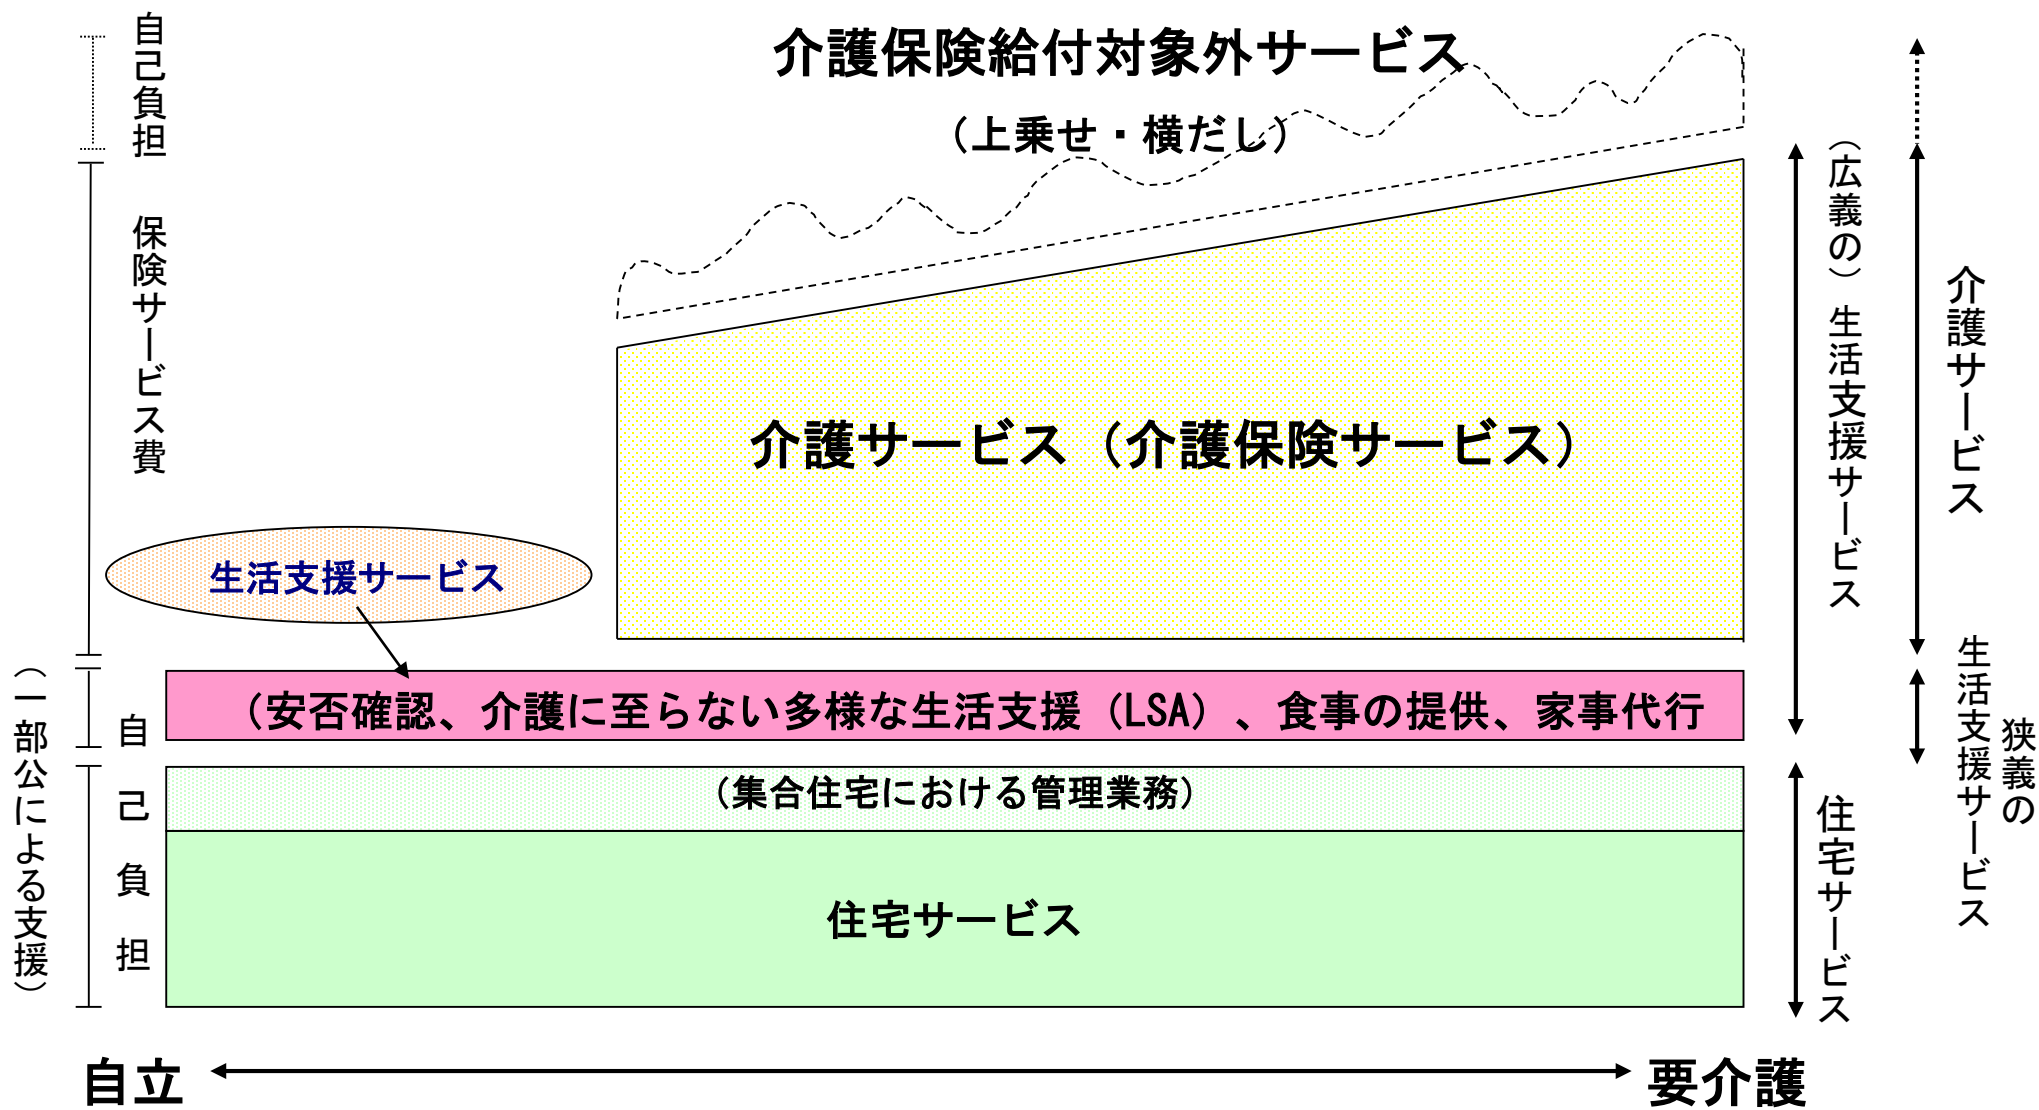 介護保険給付対象外サービス
（上乗せ・横だし）
自己負担
保険サービス費
介護サービス（介護保険サービス）
生活支援サービス
（安否確認、介護に至らない多様な生活支援（LSA）、食事の提供、家事代行
（集合住宅における管理業務）
住宅サービス
自己負担
（一部公による支援）
（広義の）生活支援サービス
介護サービス
狭義の
生活支援サービス
住宅サービス
自立
要介護